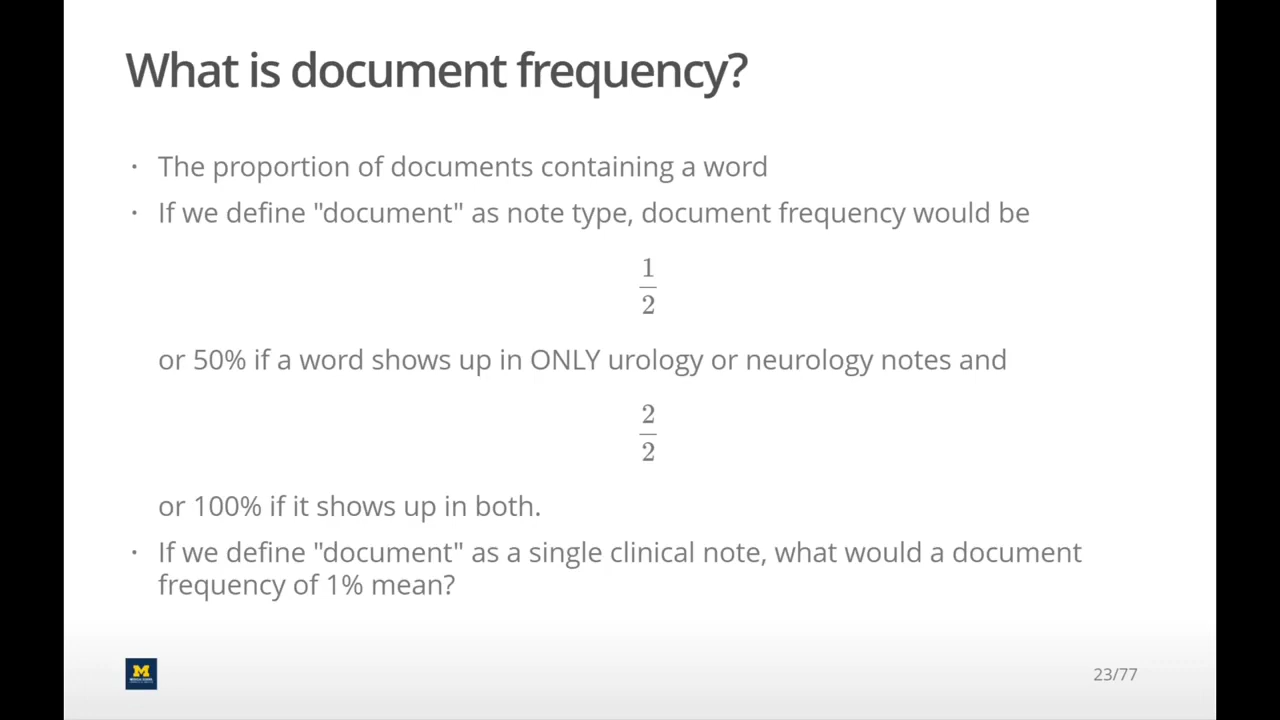 What is document frequency?
· The proportion of documents containing a word
· If we define "document" as note type, document frequency would be
1
2
or 50% if a word shows up in ONLY urology or neurology notes and
2
2
or 100% if it shows up in both.
· If we define "document" as a single clinical note, what would a document
frequency of 1% mean?
M
23/77